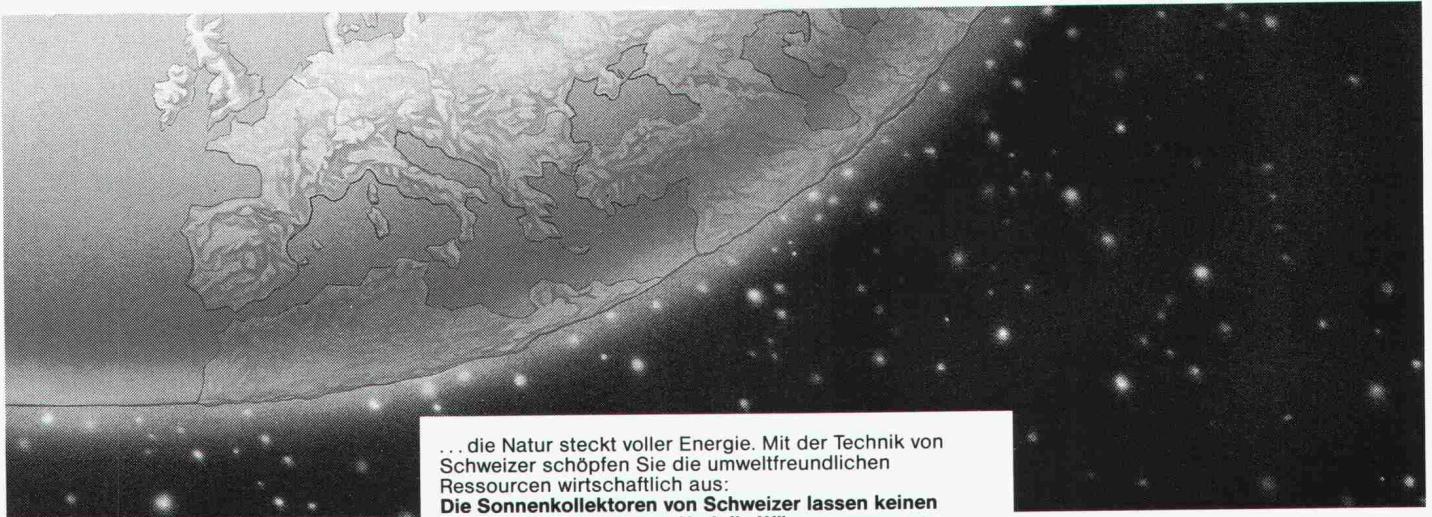 ... die Natur steckt voller Energie. Mit der Technik von
Schweizer schöpfen Sie die umweltfreundlichen
Ressourcen wirtschaftlich aus:
Die Sonnenkollektoren von Schweizer lassen keinen